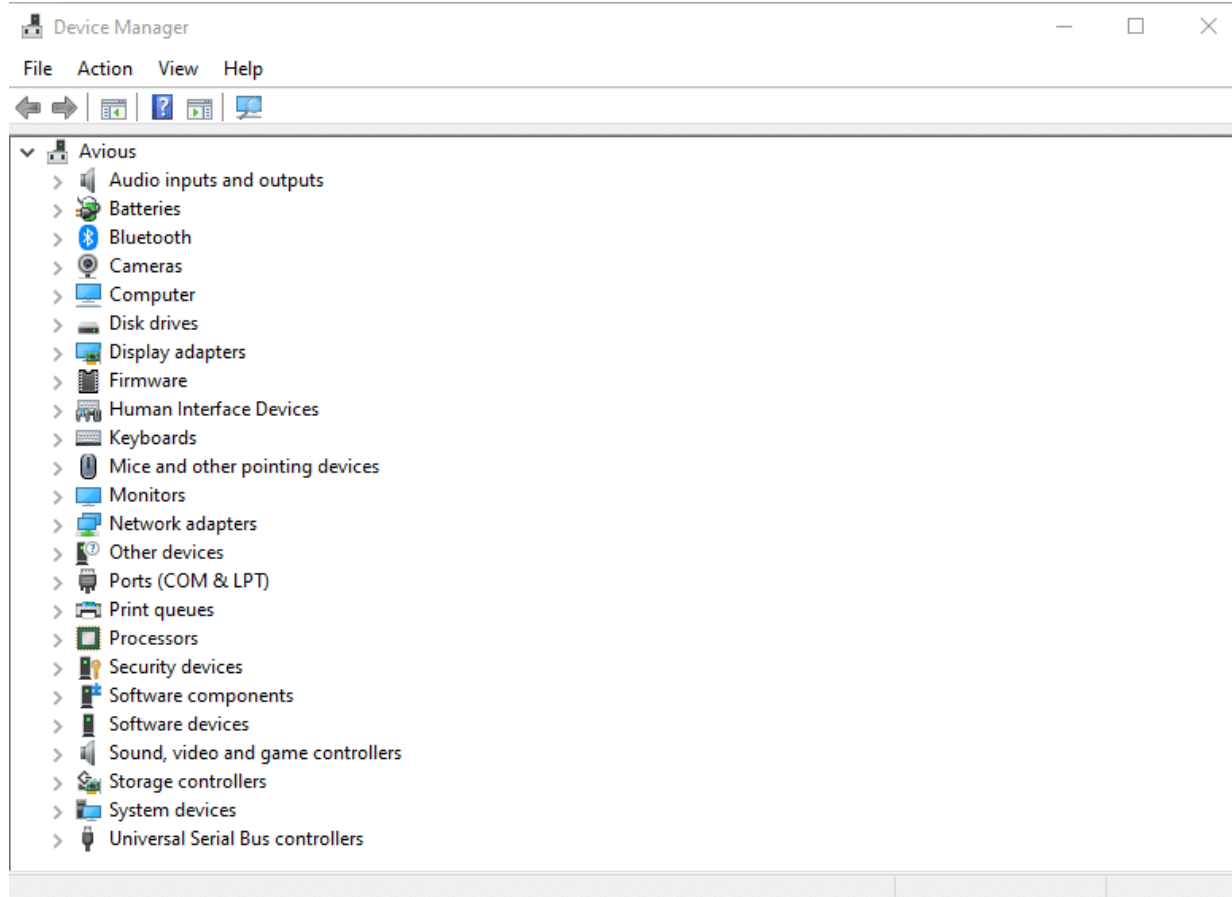 Device Manager
File Action View Help
Avious
Audio inputs and outputs
Batteries
Bluetooth
Cameras
Computer
Disk drives
Display adapters
Firmware
Human Interface Devices
Keyboards
Mice and other pointing devices
Monitors
Network adapters
Other devices
Ports (COM & LPT)
Print queues
Processors
Security devices
Software components
Software devices
Sound, video and game controllers
Storage controllers
System devices
Universal Serial Bus controllers